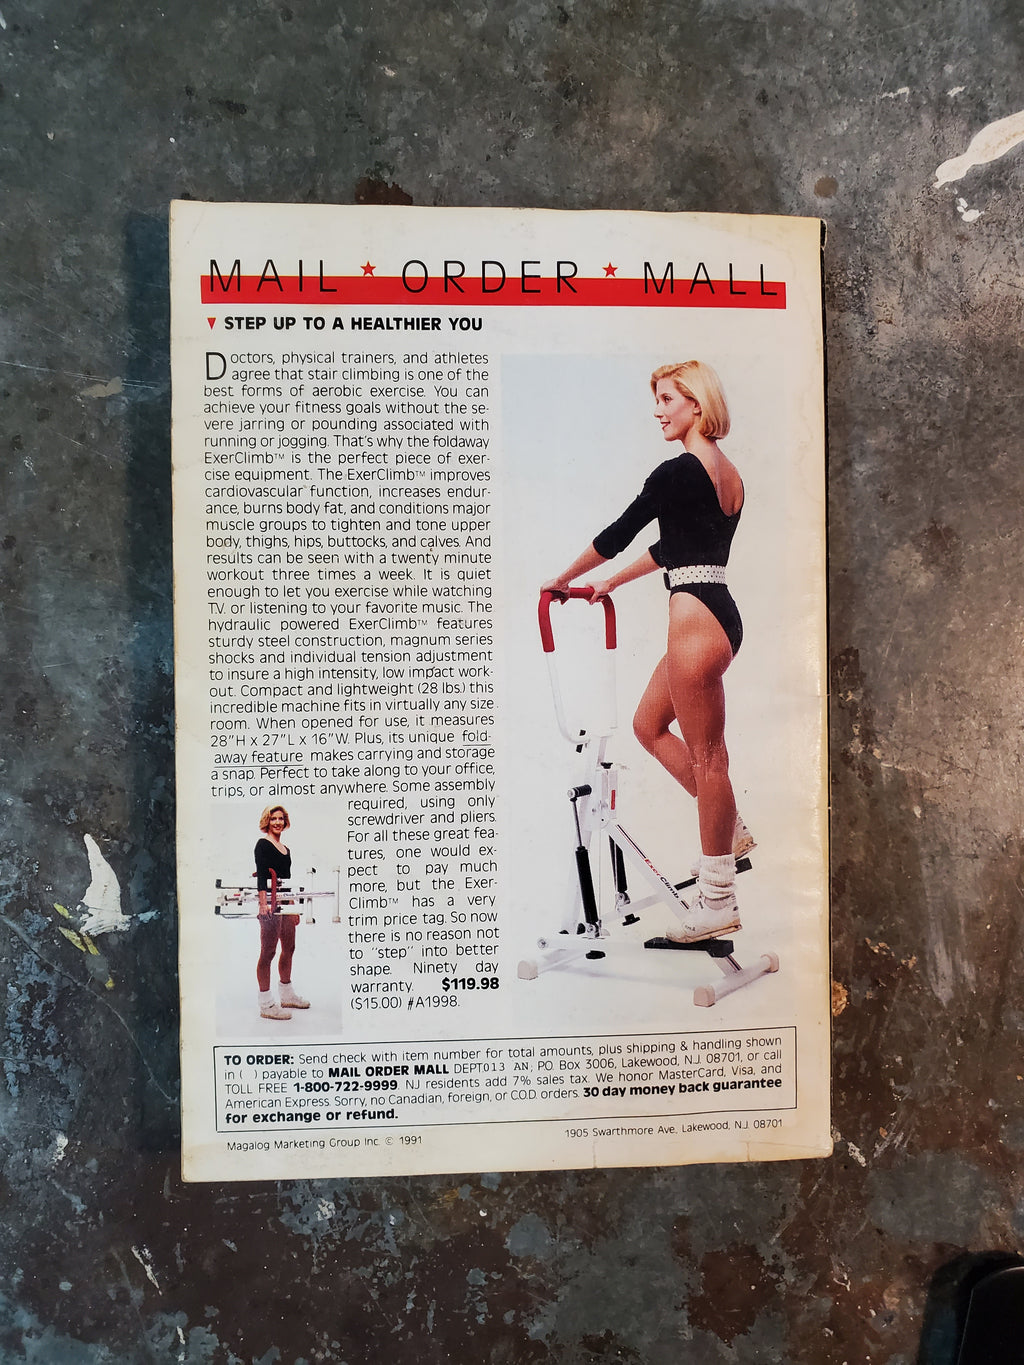 MAIL ★ ORDER ★ MALL
▼ STEP UP TO A HEALTHIER YOU
Doctors, physical trainers, and athletes
agree that stair climbing is one of the
best forms of aerobic exercise. You can
achieve your fitness goals without the se-
vere jarring or pounding associated with
running or jogging. That's why the foldaway
ExerClimb™ is the perfect piece of exer-
cise equipment. The ExerClimb™ improves
cardiovascular function, increases endur-
ance, burns body fat, and conditions major
muscle groups to tighten and tone upper
body, thighs, hips, buttocks, and calves. And
results can be seen with a twenty minute
workout three times a week. It is quiet
enough to let you exercise while watching
T.V. or listening to your favorite music. The
hydraulic powered ExerClimb™ features
sturdy steel construction, magnum series
shocks and individual tension adjustment
to insure a high intensity, low impact work-
out. Compact and lightweight (28 lbs.) this
incredible machine fits in virtually any size
room. When opened for use, it measures
28"H x 27"L x 16"W. Plus, its unique fold-
away feature makes carrying and storage
a snap. Perfect to take along to your office,
trips, or almost anywhere. Some assembly
required, using only
screwdriver and pliers.
For all these great fea-
tures, one would ex-
pect to pay much
more, but the Exer-
Climb™ has a very
trim price tag. So now
there is no reason not
to "step" into better
shape. Ninety day
warranty. $119.98
($15.00) #A1998.
ExerClimb
TO ORDER: Send check with item number for total amounts, plus shipping & handling shown
in ( ) payable to MAIL ORDER MALL DEPT013 AN, P.O. Box 3006, Lakewood, N.J. 08701, or call
TOLL FREE 1-800-722-9999. NJ residents add 7% sales tax. We honor MasterCard, Visa, and
American Express. Sorry, no Canadian, foreign, or C.O.D. orders. 30 day money back guarantee
for exchange or refund.
Magalog Marketing Group Inc. © 1991
1905 Swarthmore Ave., Lakewood, N.J. 08701